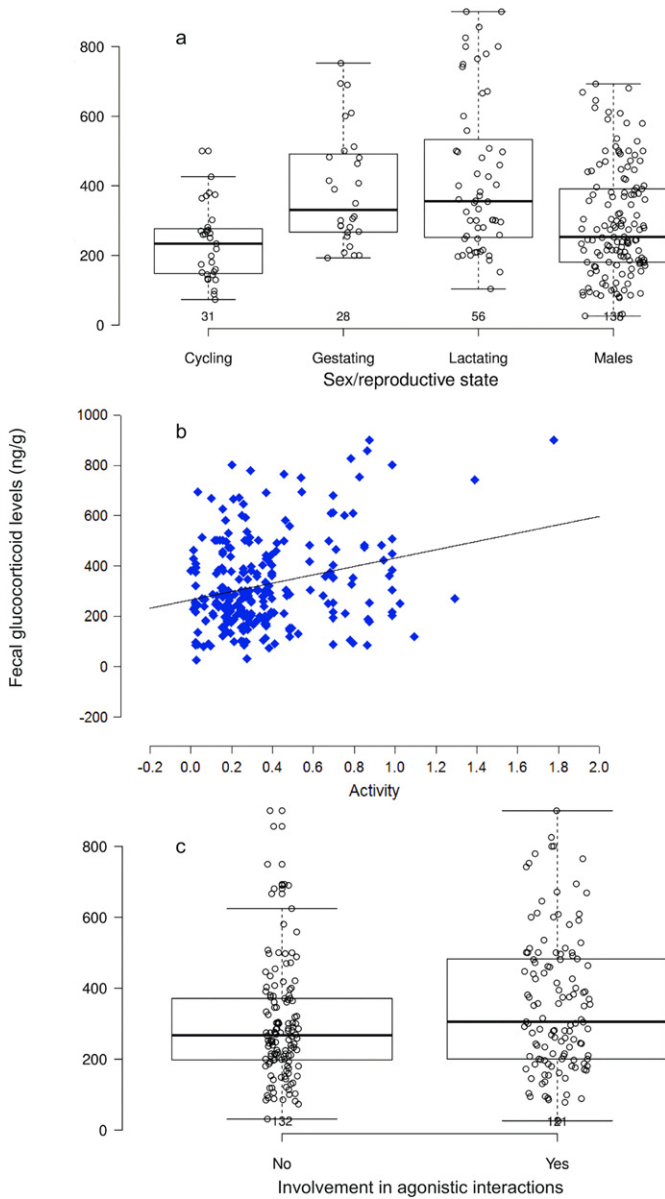 a
800
600
400
200
0
31 28 56 138
Cycling Gestating Lactating Males
Sex/reproductive state
Fecal glucocorticoid levels (ng/g)
b
1000
800
600
400
200
0
-200
-0.2 0.0 0.2 0.4 0.6 0.8 1.0 1.2 1.4 1.6 1.8 2.0
Activity
c
800
600
400
200
0
132 121
No Yes
Involvement in agonistic interactions